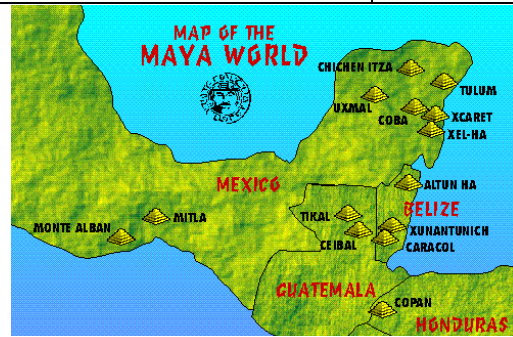 MAP OF THE
MAYA WORLD
CHICHEN ITZA
TULUM
UXMAL
COBA
XCARET
XEL-HA
MEXICO
ALTUN HA
BELIZE
MONTE ALBAN
MITLA
TIKAL
XUNANTUNICH
CEIBAL
CARACOL
GUATEMALA
COPAN
HONDURAS